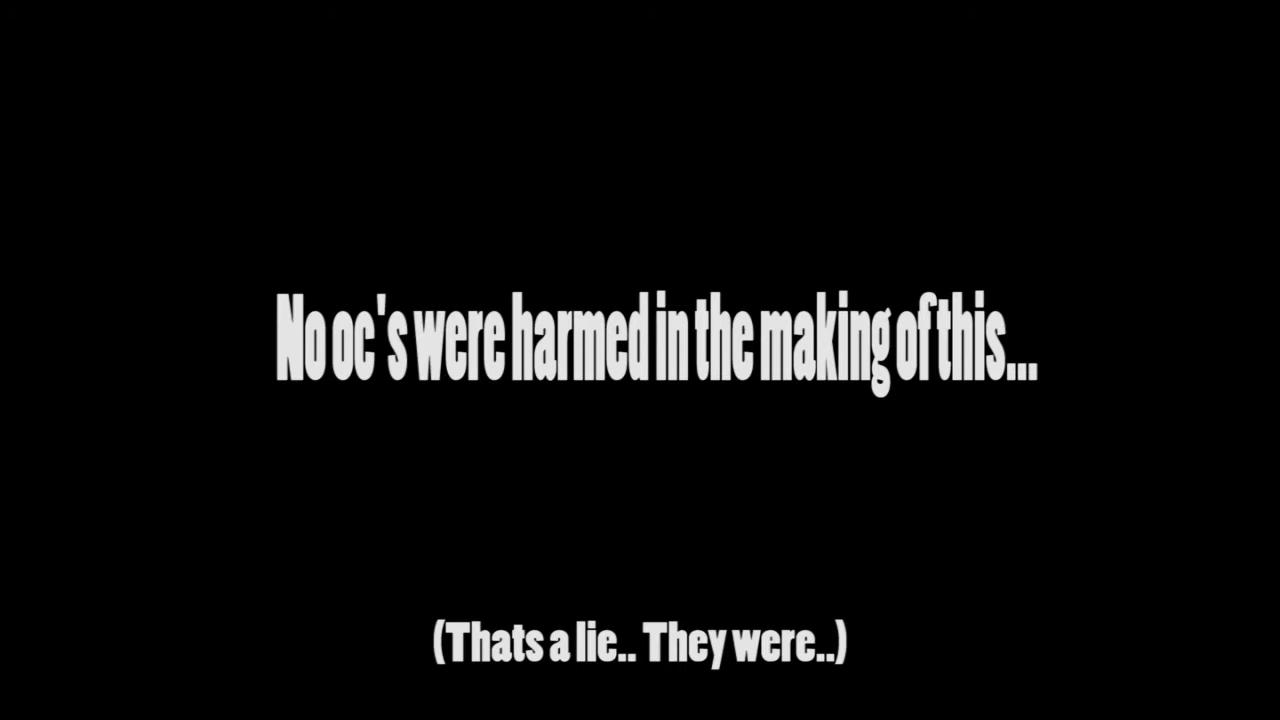 No oc's were harmed in the making of this...
(Thats a lie.. They were..)